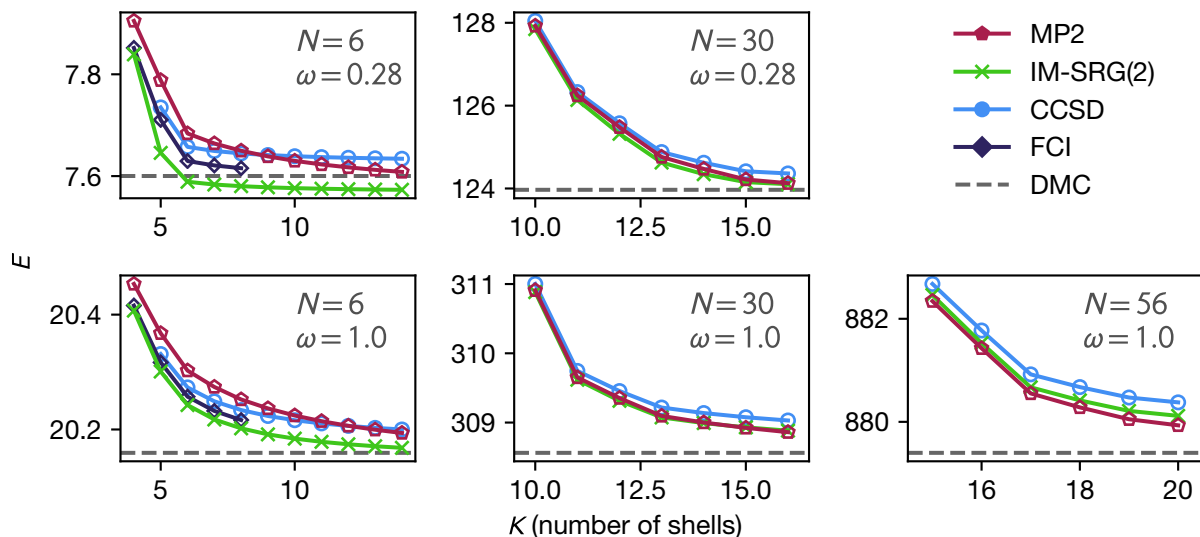 N = 6
ω = 0.28
7.8
7.6
5
10
N = 30
ω = 0.28
128
126
124
10.0
12.5
15.0
MP2
IM-SRG(2)
CCSD
FCI
DMC
E
N = 6
ω = 1.0
20.4
20.2
5
10
N = 30
ω = 1.0
311
310
309
10.0
12.5
15.0
N = 56
ω = 1.0
882
880
16
18
20
K (number of shells)